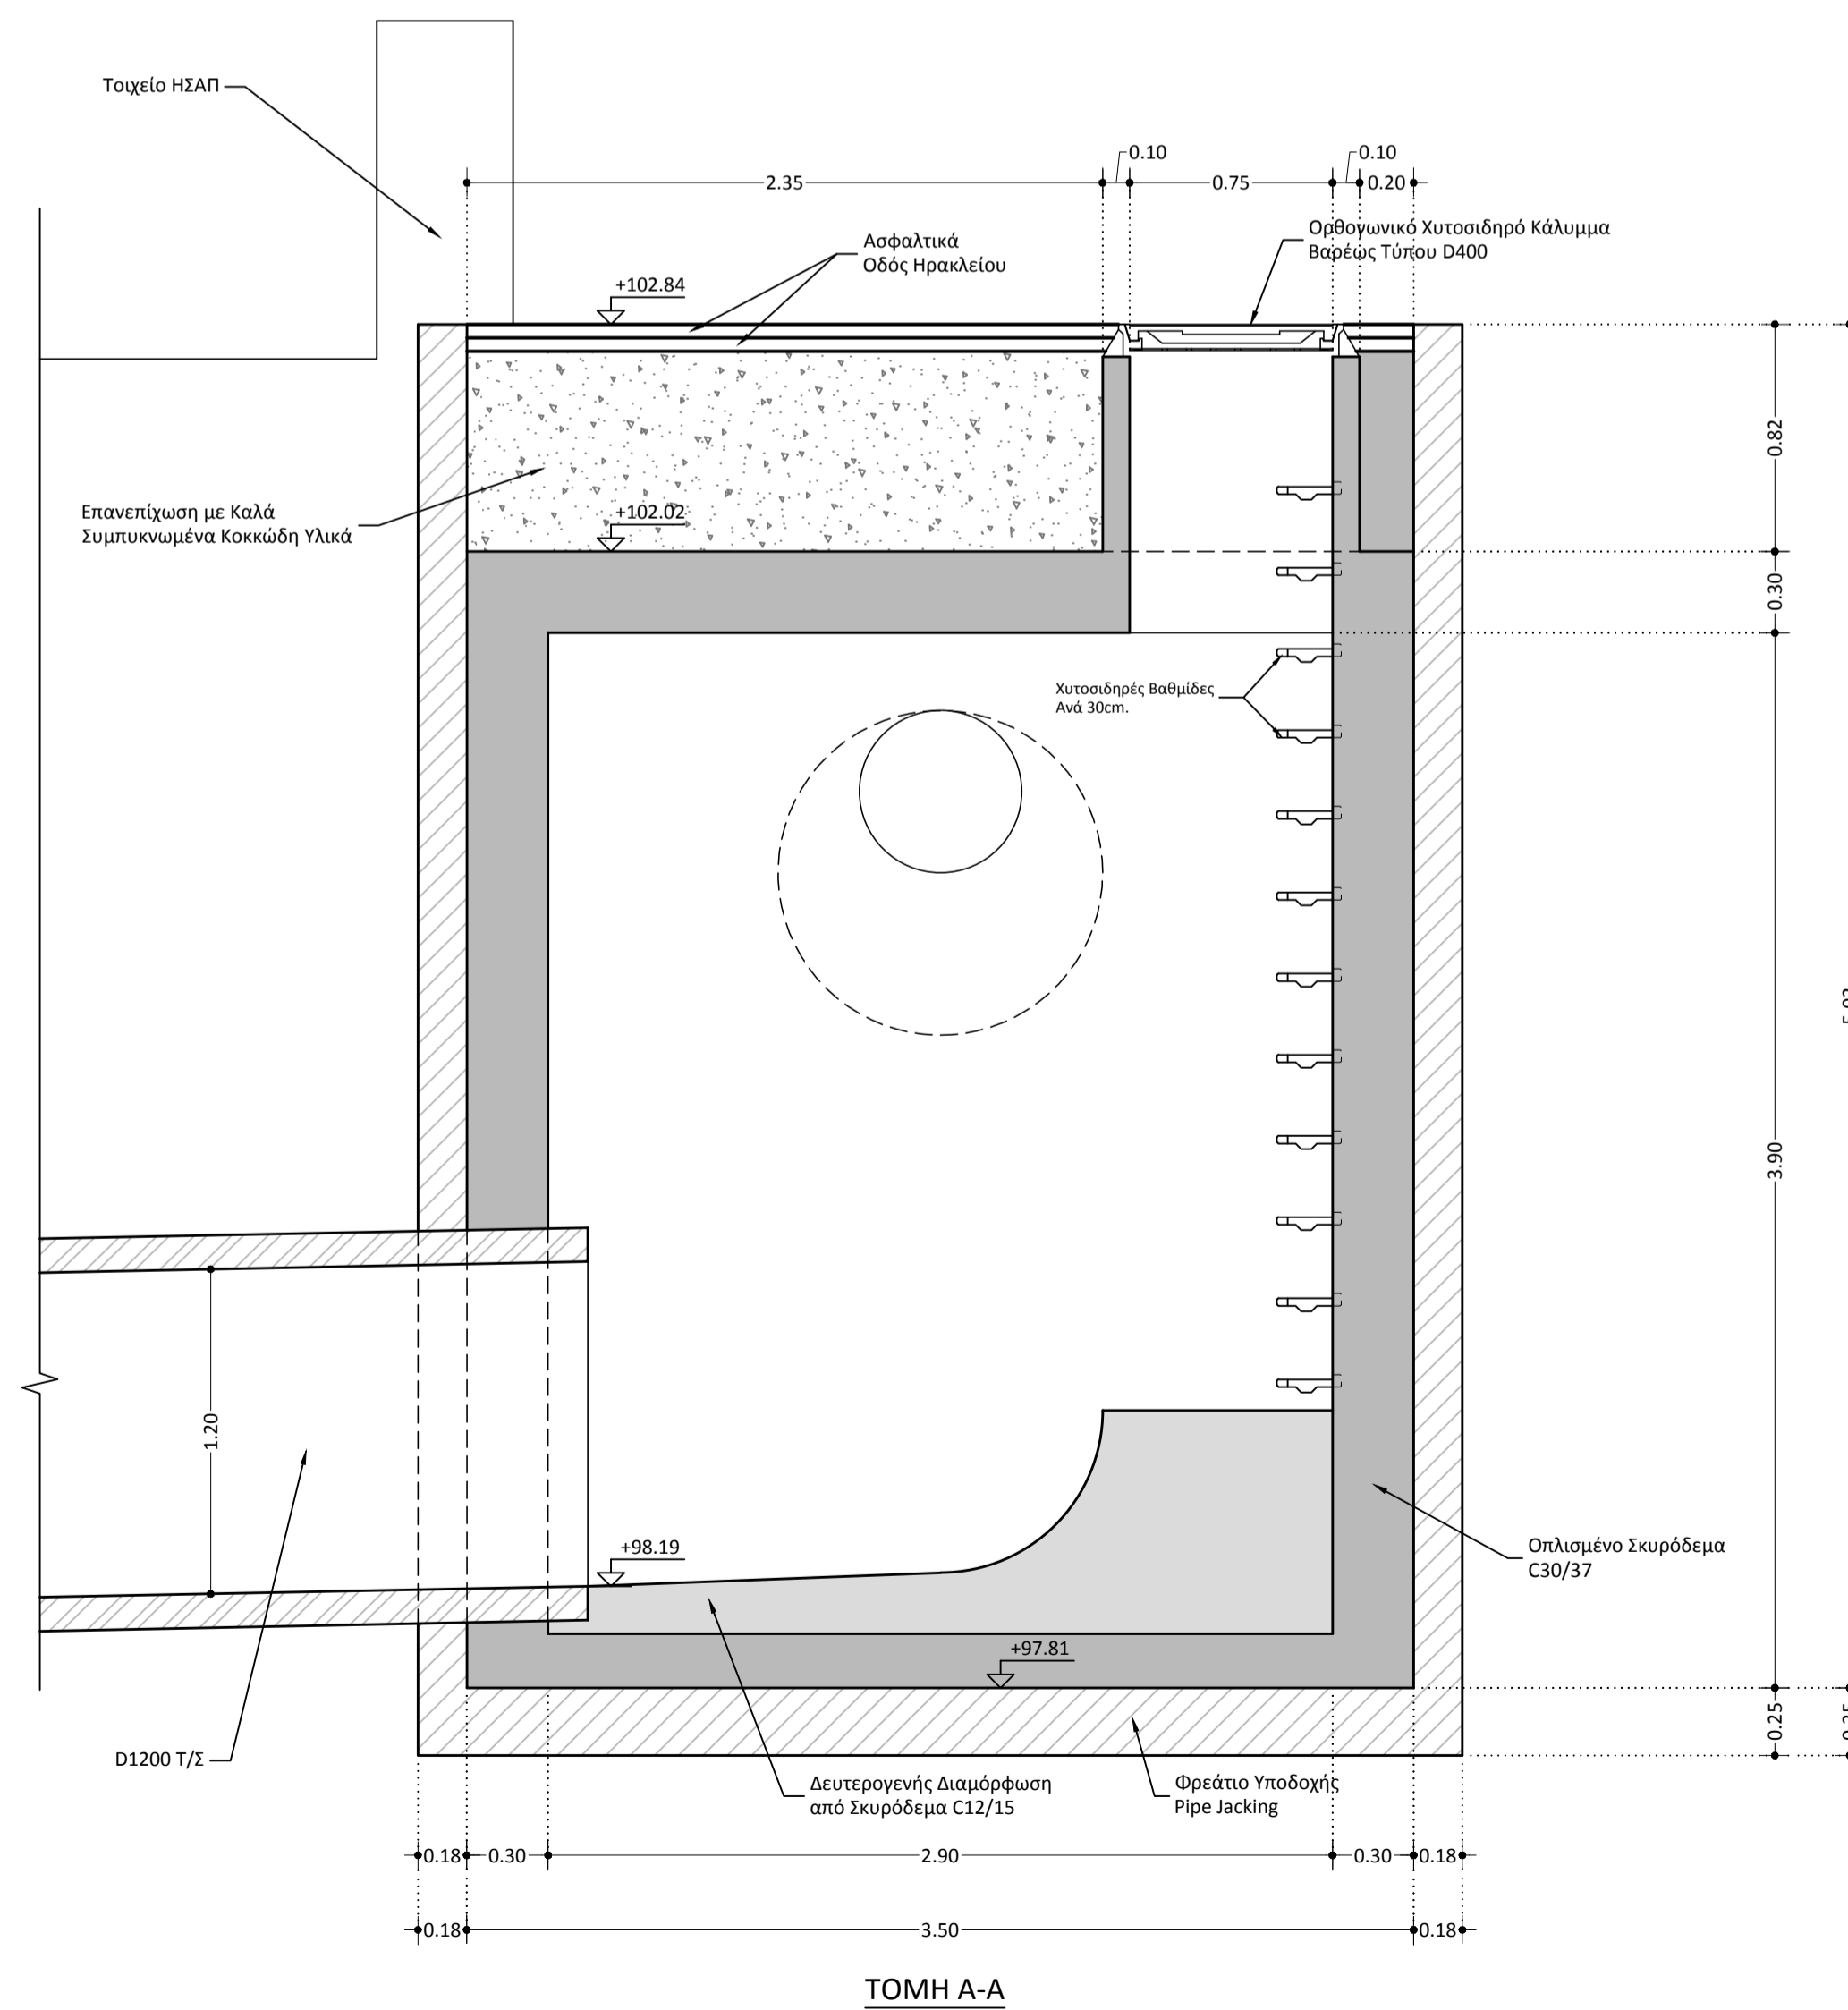 Τοιχείο ΗΣΑΠ
0.10
0.10
2.35
0.75
0.20
Ορθογωνικό Χυτοσιδηρό Κάλυμμα
Βαρέως Τύπου D400
Ασφαλτικά
Οδός Ηρακλείου
+102.84
0.82
Επανεπίχωση με Καλά
Συμπυκνωμένα Κοκκώδη Υλικά
+102.02
0.30
Χυτοσιδηρές Βαθμίδες
Ανά 30cm.
3.90
1.20
+98.19
Οπλισμένο Σκυρόδεμα
C30/37
+97.81
0.25
D1200 Τ/Σ
Δευτερογενής Διαμόρφωση
από Σκυρόδεμα C12/15
Φρεάτιο Υποδοχής
Pipe Jacking
0.18
0.30
2.90
0.30
0.18
0.18
3.50
0.18
ΤΟΜΗ Α-Α